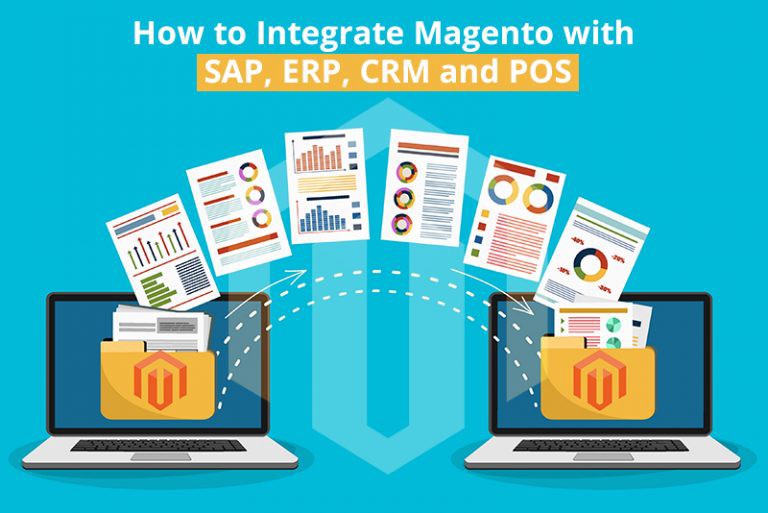 How to Integrate Magento with
SAP, ERP, CRM and POS